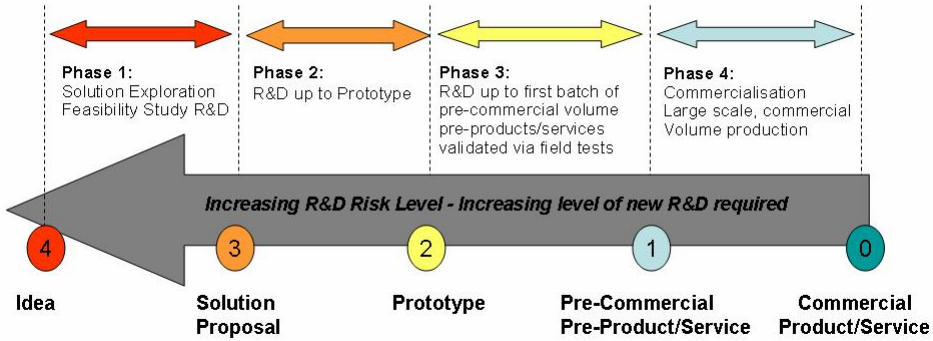 Phase 1:
Solution Exploration
Feasibility Study R&D
Phase 2:
R&D up to Prototype
Phase 3:
R&D up to first batch of
pre-commercial volume
pre-products/services
validated via field tests
Phase 4:
Commercialisation
Large scale, commercial
Volume production
Increasing R&D Risk Level - Increasing level of new R&D required
4
3
2
1
0
Idea
Solution
Proposal
Prototype
Pre-Commercial
Pre-Product/Service
Commercial
Product/Service